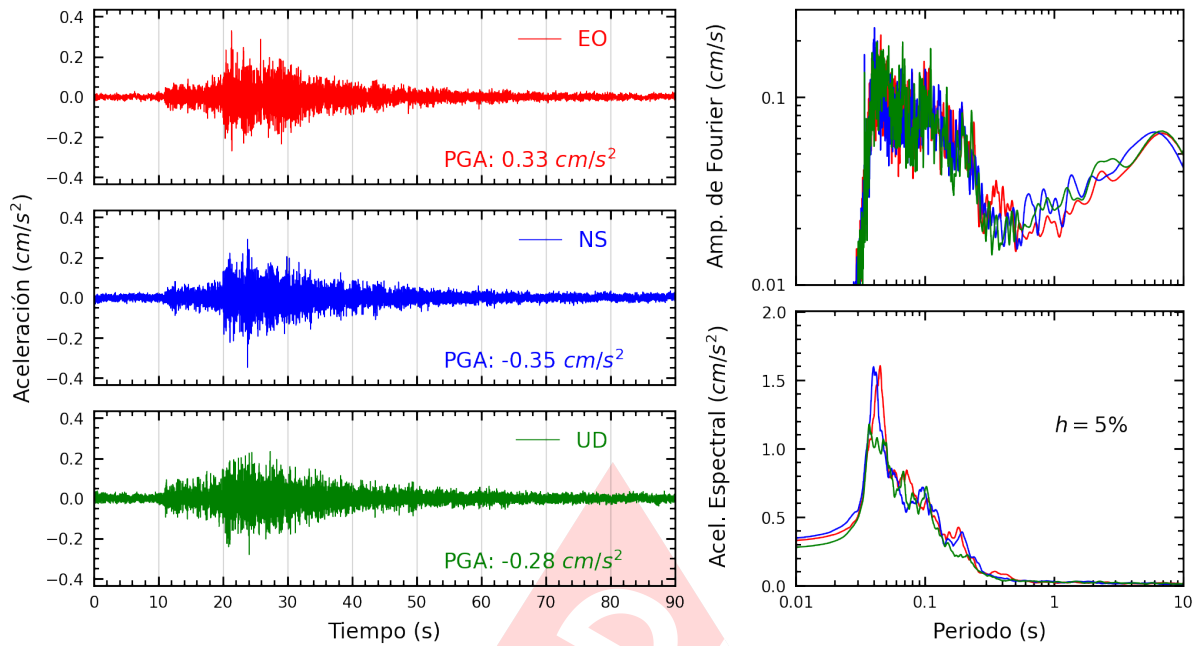 Aceleración (cm/s²)
0.4
0.2
0.0
−0.2
−0.4
EO
PGA: 0.33 cm/s²
0.4
0.2
0.0
−0.2
−0.4
NS
PGA: -0.35 cm/s²
0.4
0.2
0.0
−0.2
−0.4
UD
PGA: -0.28 cm/s²
0 10 20 30 40 50 60 70 80 90
Tiempo (s)
Amp. de Fourier (cm/s)
0.1
0.01
Acel. Espectral (cm/s²)
2.0
1.5
1.0
0.5
0.0
h = 5%
0.01 0.1 1 10
Periodo (s)